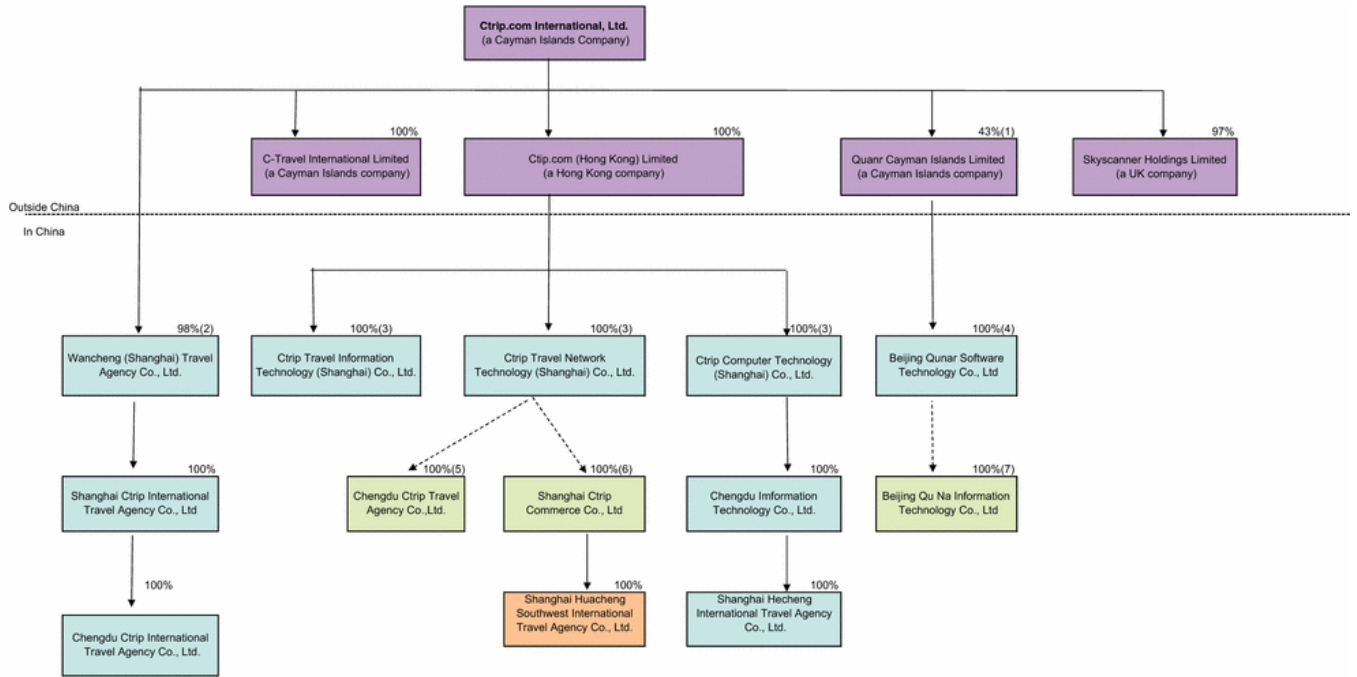 Ctrip.com International, Ltd.
(a Cayman Islands Company)
100%
100%
43%(1)
97%
C-Travel International Limited
(a Cayman Islands company)
Ctip.com (Hong Kong) Limited
(a Hong Kong company)
Quanr Cayman Islands Limited
(a Cayman Islands company)
Skyscanner Holdings Limited
(a UK company)
Outside China
In China
98%(2)
100%(3)
100%(3)
100%(3)
100%(4)
Wancheng (Shanghai) Travel
Agency Co., Ltd.
Ctrip Travel Information
Technology (Shanghai) Co., Ltd.
Ctrip Travel Network
Technology (Shanghai) Co., Ltd.
Ctrip Computer Technology
(Shanghai) Co., Ltd.
Beijing Qunar Software
Technology Co., Ltd
100%
100%(5)
100%(6)
100%
100%(7)
Shanghai Ctrip International
Travel Agency Co., Ltd
Chengdu Ctrip Travel
Agency Co.,Ltd.
Shanghai Ctrip
Commerce Co., Ltd
Chengdu Imformation
Technology Co., Ltd.
Beijing Qu Na Information
Technology Co., Ltd
100%
100%
100%
Chengdu Ctrip International
Travel Agency Co., Ltd.
Shanghai Huacheng
Southwest International
Travel Agency Co., Ltd.
Shanghai Hecheng
International Travel Agency
Co., Ltd.